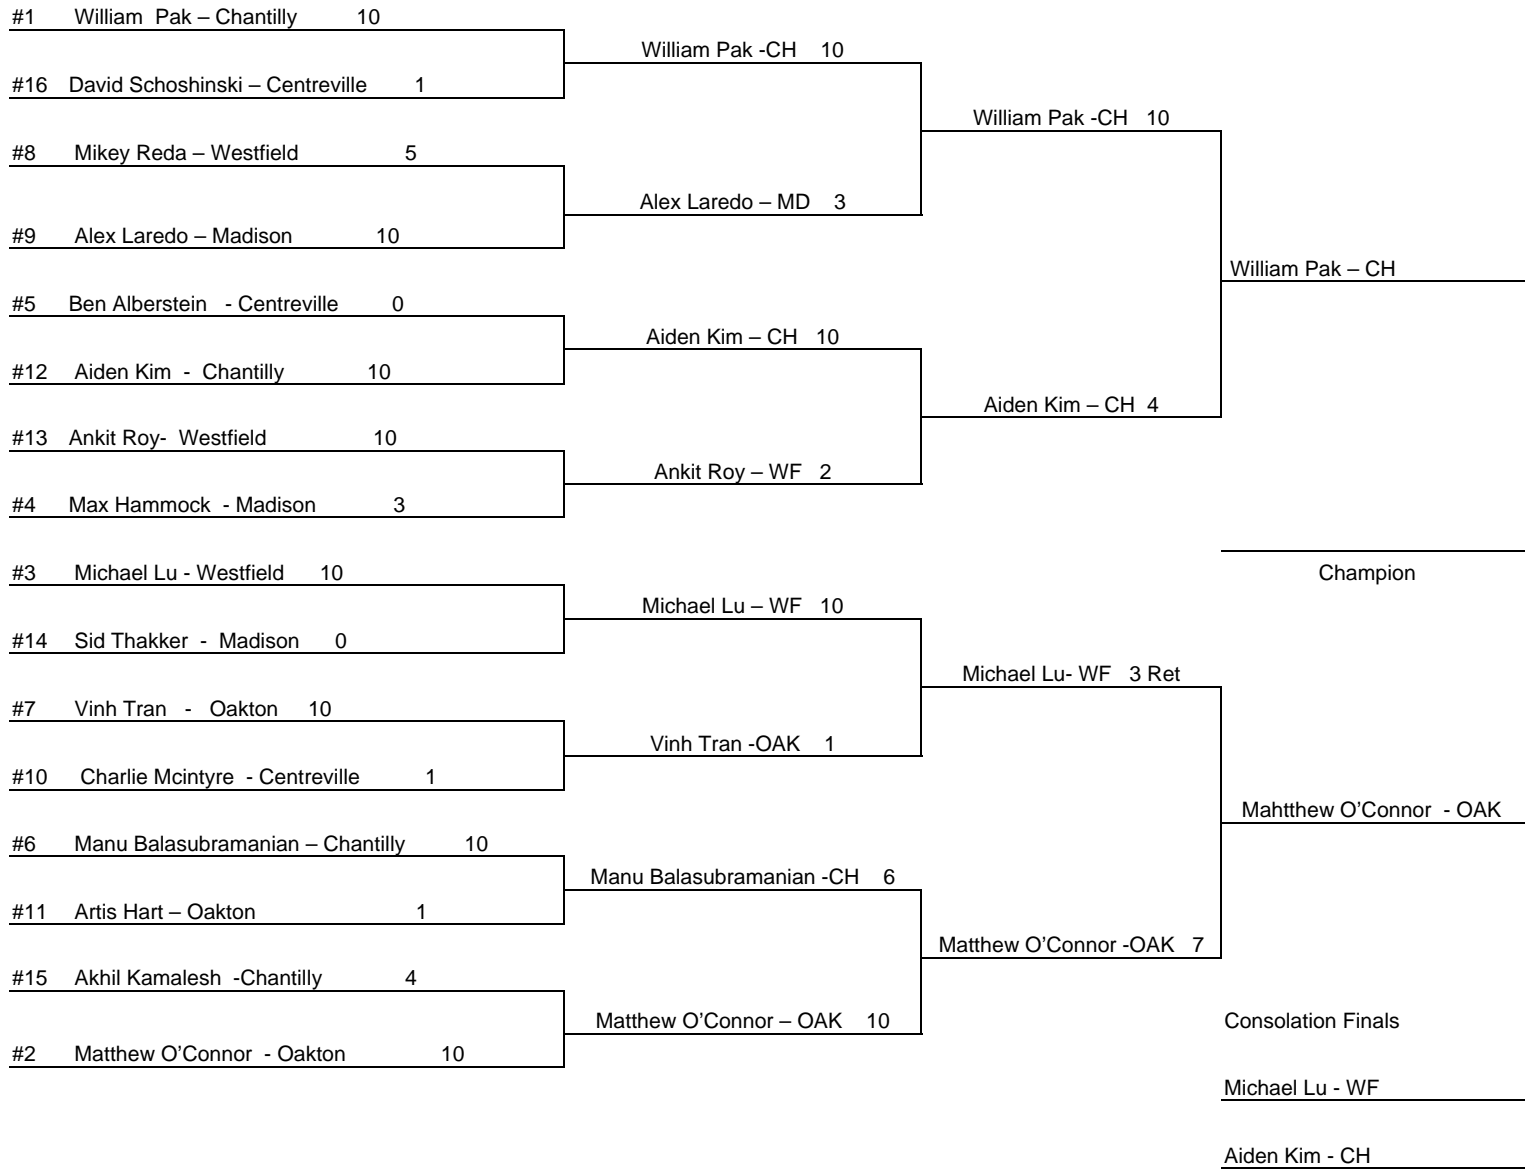 #1 William Pak – Chantilly 10
William Pak -CH 10
#16 David Schoshinski – Centreville 1
William Pak -CH 10
#8 Mikey Reda – Westfield 5
Alex Laredo – MD 3
#9 Alex Laredo – Madison 10
William Pak – CH
#5 Ben Alberstein - Centreville 0
Aiden Kim – CH 10
#12 Aiden Kim - Chantilly 10
Aiden Kim – CH 4
#13 Ankit Roy- Westfield 10
Ankit Roy – WF 2
#4 Max Hammock - Madison 3
Champion
#3 Michael Lu - Westfield 10
Michael Lu – WF 10
#14 Sid Thakker - Madison 0
Michael Lu- WF 3 Ret
#7 Vinh Tran - Oakton 10
Vinh Tran -OAK 1
#10 Charlie Mcintyre - Centreville 1
Mahtthew O'Connor - OAK
#6 Manu Balasubramanian – Chantilly 10
Manu Balasubramanian -CH 6
#11 Artis Hart – Oakton 1
Matthew O'Connor -OAK 7
#15 Akhil Kamalesh -Chantilly 4
Matthew O'Connor – OAK 10
Consolation Finals
#2 Matthew O'Connor - Oakton 10
Michael Lu - WF
Aiden Kim - CH